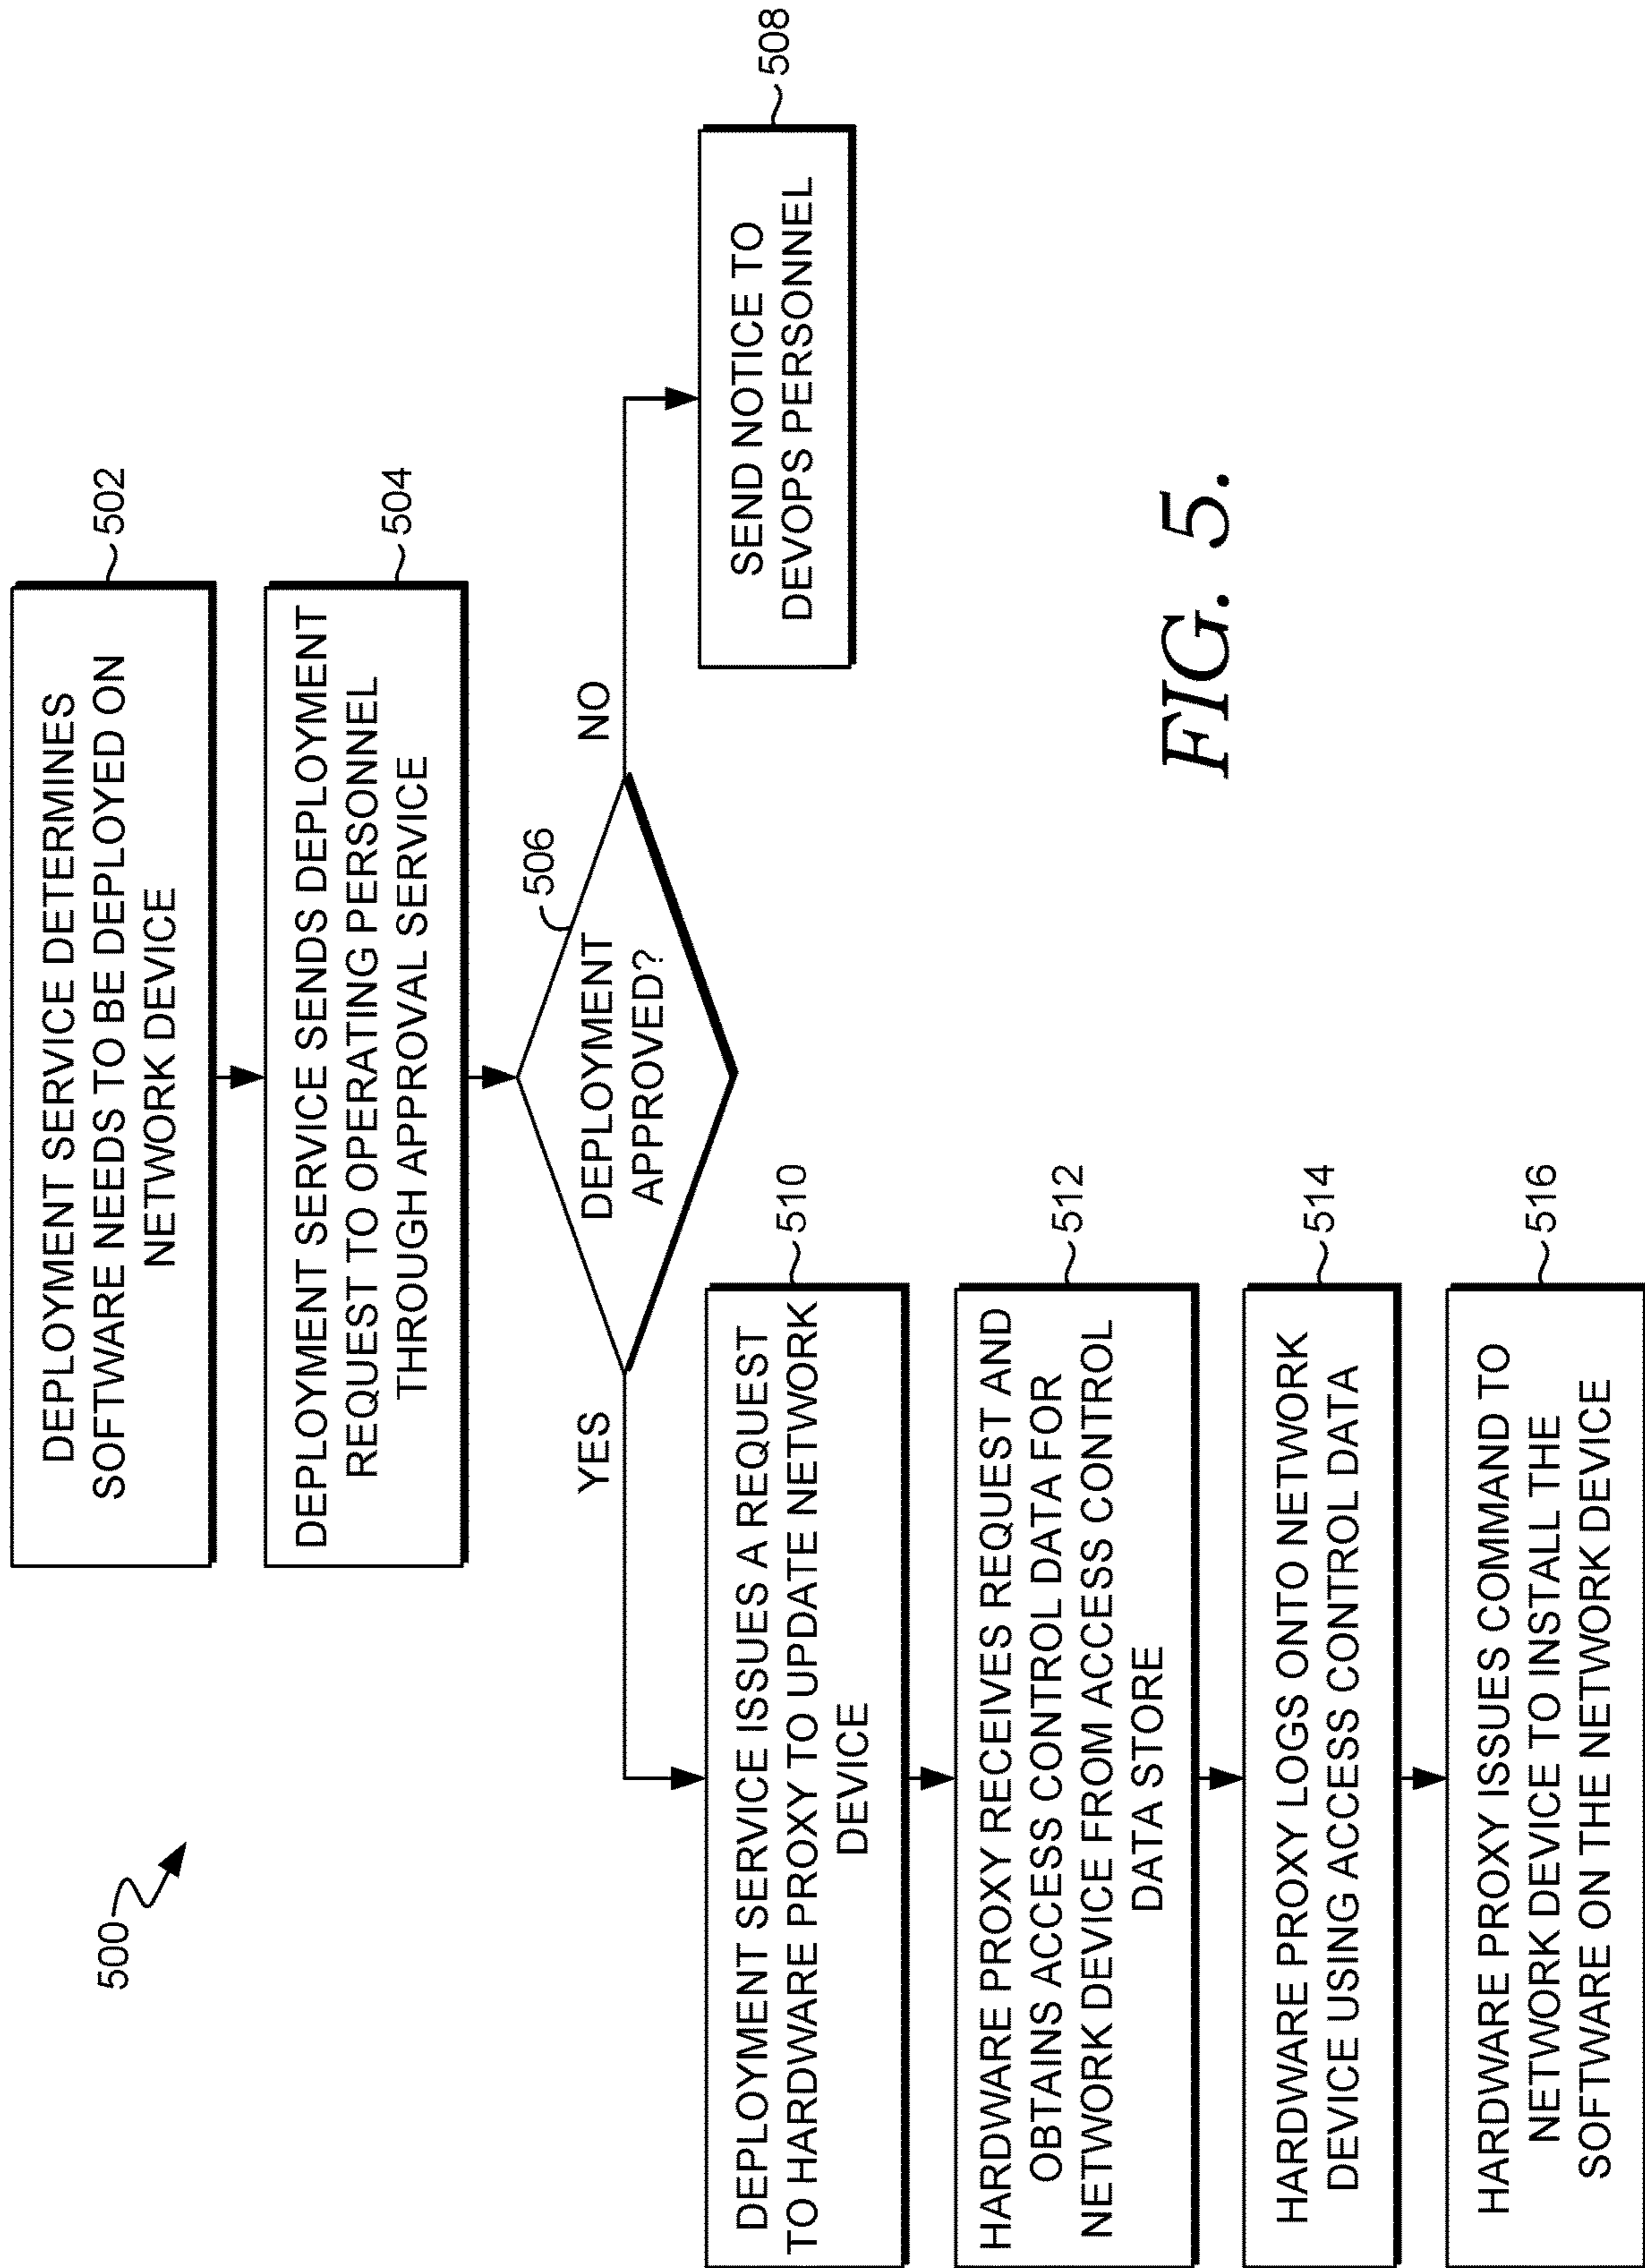 500
DEPLOYMENT SERVICE DETERMINES
SOFTWARE NEEDS TO BE DEPLOYED ON
NETWORK DEVICE
502
DEPLOYMENT SERVICE SENDS DEPLOYMENT
REQUEST TO OPERATING PERSONNEL
THROUGH APPROVAL SERVICE
504
506
DEPLOYMENT
APPROVED?
YES
NO
SEND NOTICE TO
DEVOPS PERSONNEL
508
DEPLOYMENT SERVICE ISSUES A REQUEST
TO HARDWARE PROXY TO UPDATE NETWORK
DEVICE
510
HARDWARE PROXY RECEIVES REQUEST AND
OBTAINS ACCESS CONTROL DATA FOR
NETWORK DEVICE FROM ACCESS CONTROL
DATA STORE
512
HARDWARE PROXY LOGS ONTO NETWORK
DEVICE USING ACCESS CONTROL DATA
514
HARDWARE PROXY ISSUES COMMAND TO
NETWORK DEVICE TO INSTALL THE
SOFTWARE ON THE NETWORK DEVICE
516
FIG. 5.